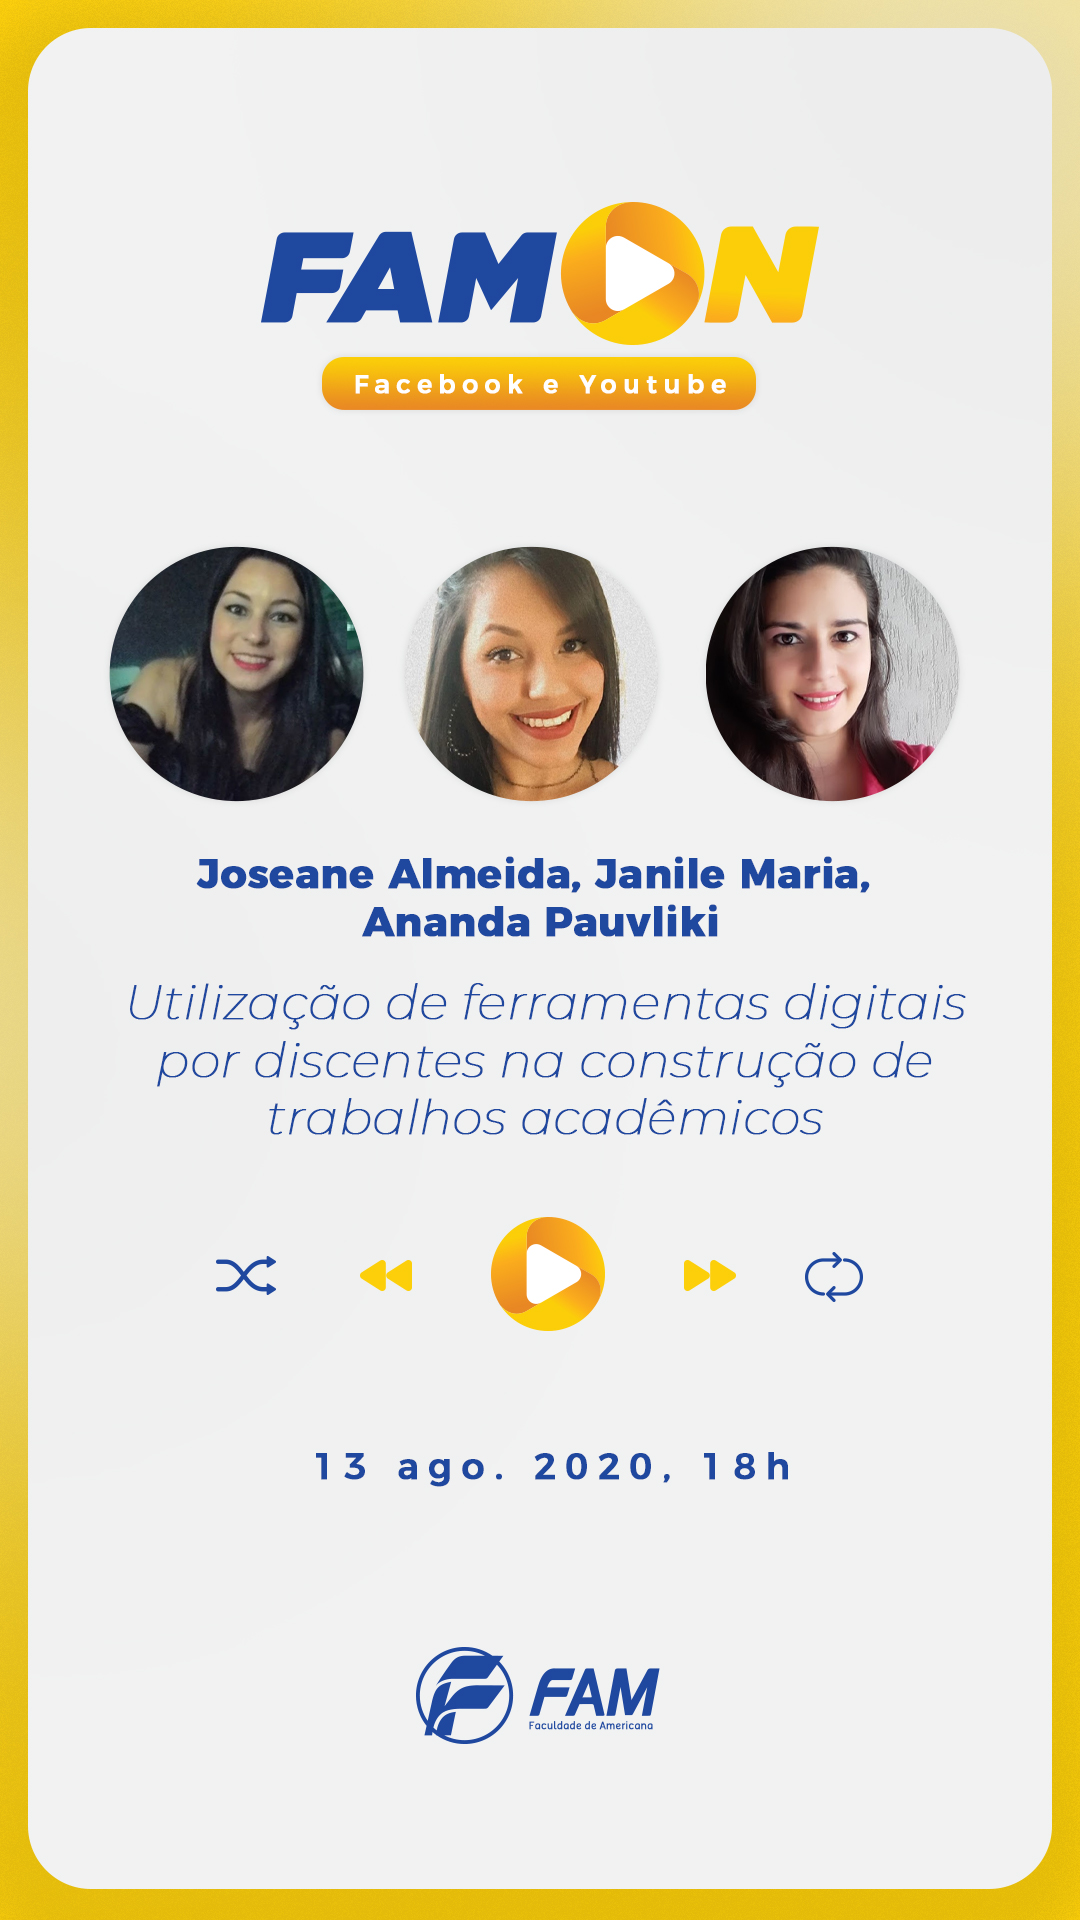 FAMON
Facebook e Youtube
Joseane Almeida, Janile Maria,
Ananda Pauvliki
Utilização de ferramentas digitais
por discentes na construção de
trabalhos acadêmicos
13 ago. 2020, 18h
FAM
Faculdade de Americana